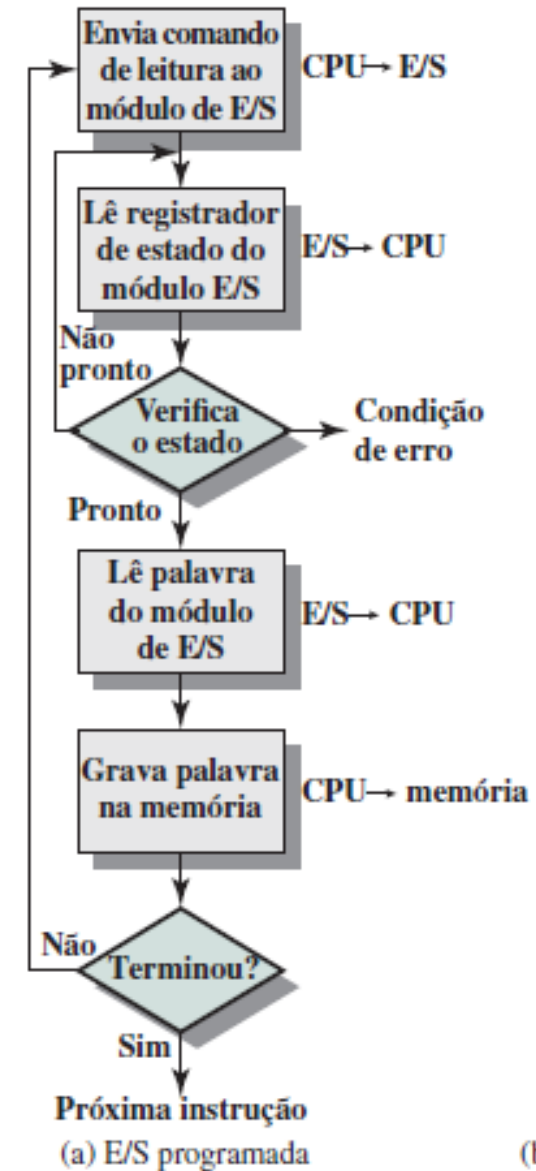 Envia comando
de leitura ao
módulo de E/S
CPU→ E/S
Lê registrador
de estado do
módulo E/S
E/S→ CPU
Não
pronto
Verifica
o estado
Condição
de erro
Pronto
Lê palavra
do módulo
de E/S
E/S→ CPU
Grava palavra
na memória
CPU→ memória
Não
Terminou?
Sim
Próxima instrução
(a) E/S programada